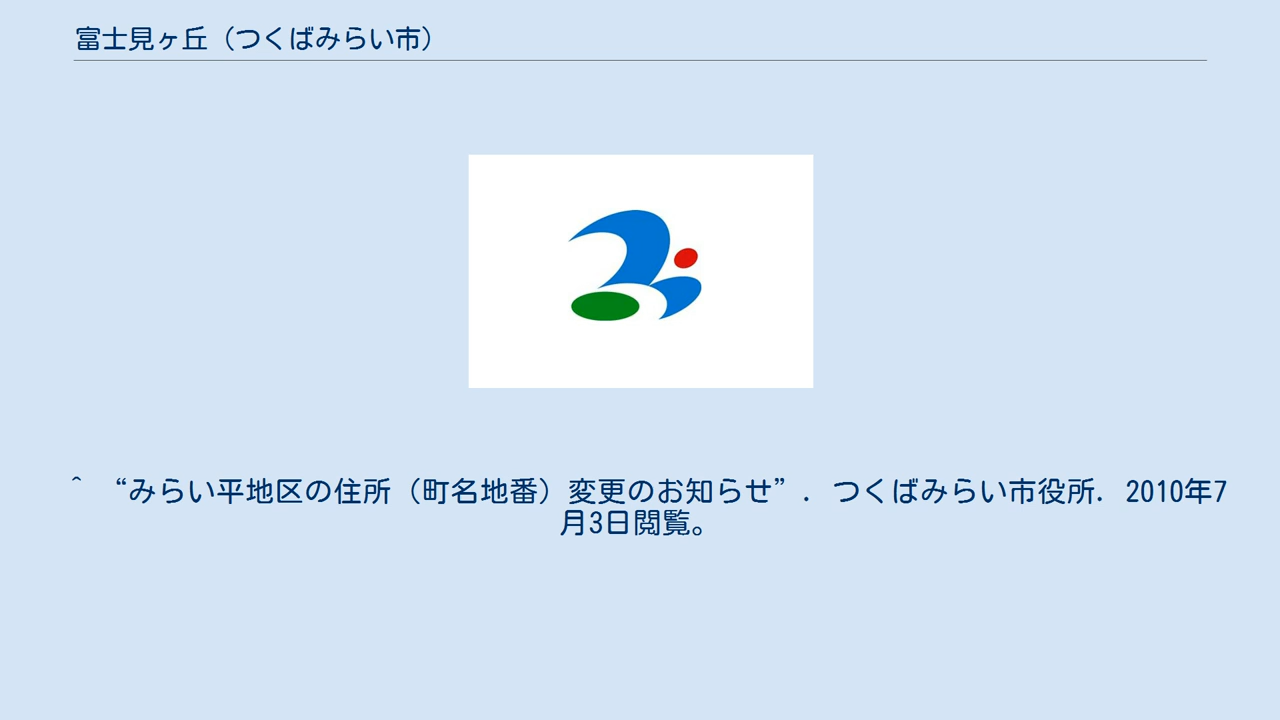 富士見ヶ丘（つくばみらい市）
^ “みらい平地区の住所（町名地番）変更のお知らせ”. つくばみらい市役所. 2010年7
月3日閲覧。